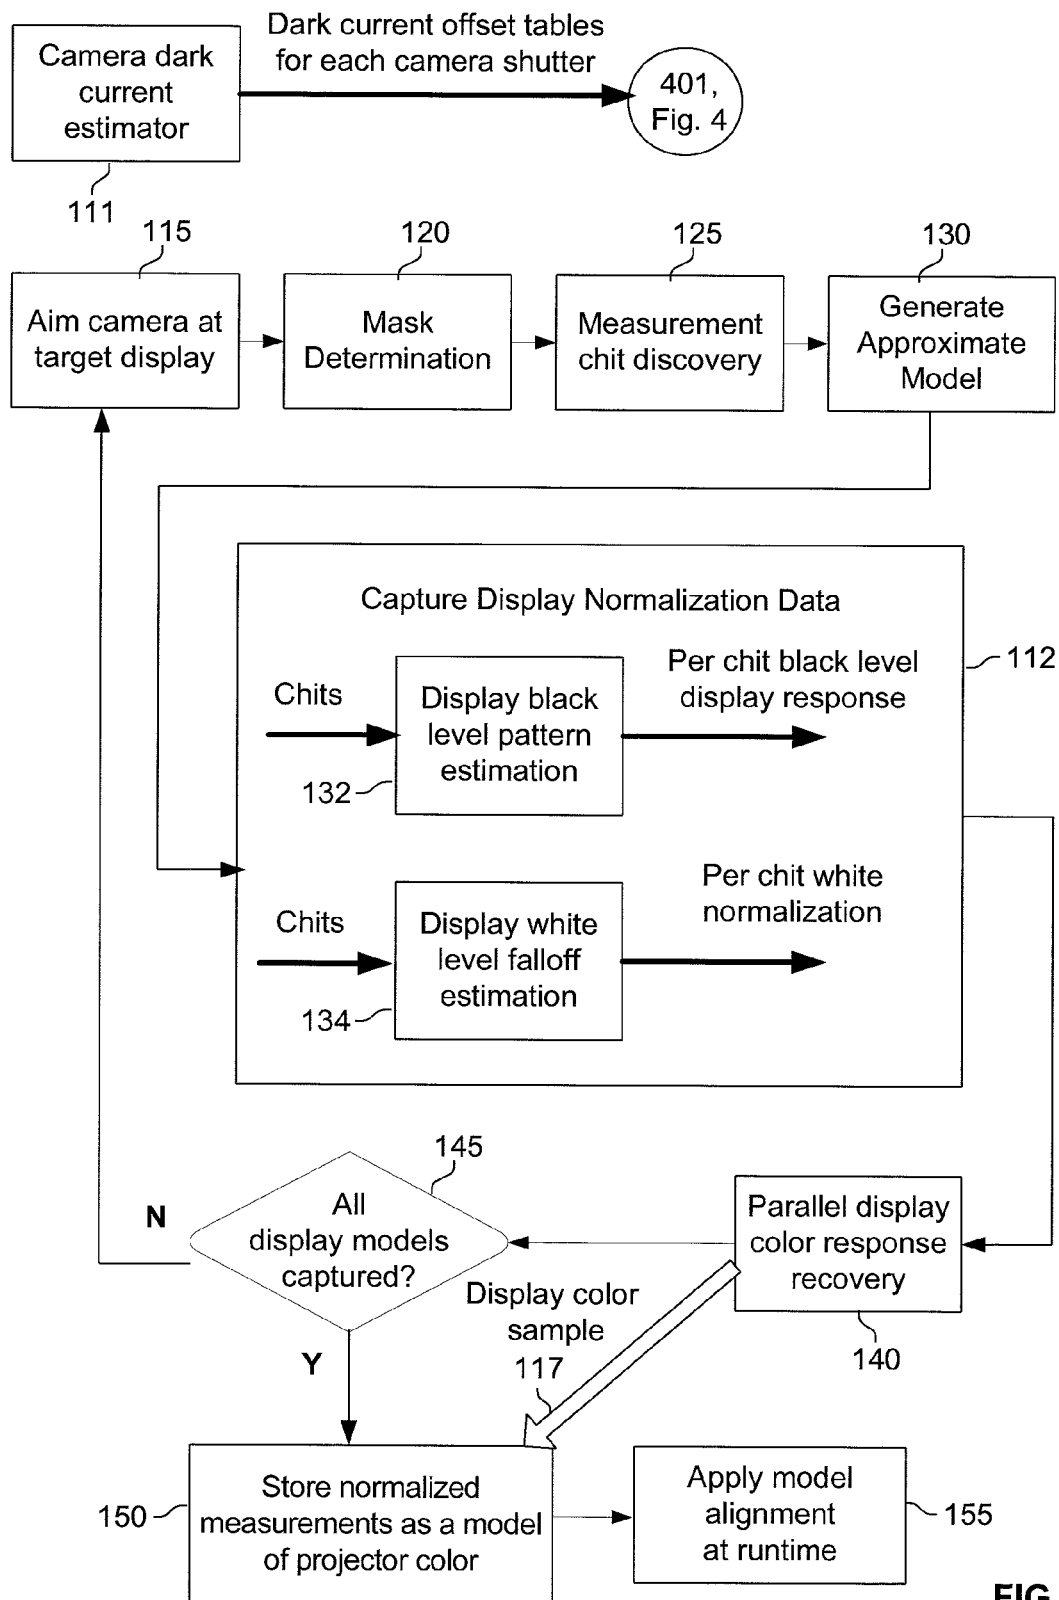 Dark current offset tables
for each camera shutter
Camera dark
current
estimator
401,
Fig. 4
111
115
120
125
130
Aim camera at
target display
Mask
Determination
Measurement
chit discovery
Generate
Approximate
Model
Capture Display Normalization Data
112
Chits
Display black
level pattern
estimation
Per chit black level
display response
132
Chits
Display white
level falloff
estimation
Per chit white
normalization
134
145
N
All
display models
captured?
Parallel display
color response
recovery
Display color
sample
117
140
Y
150
Store normalized
measurements as a model
of projector color
Apply model
alignment
at runtime
155
FIG